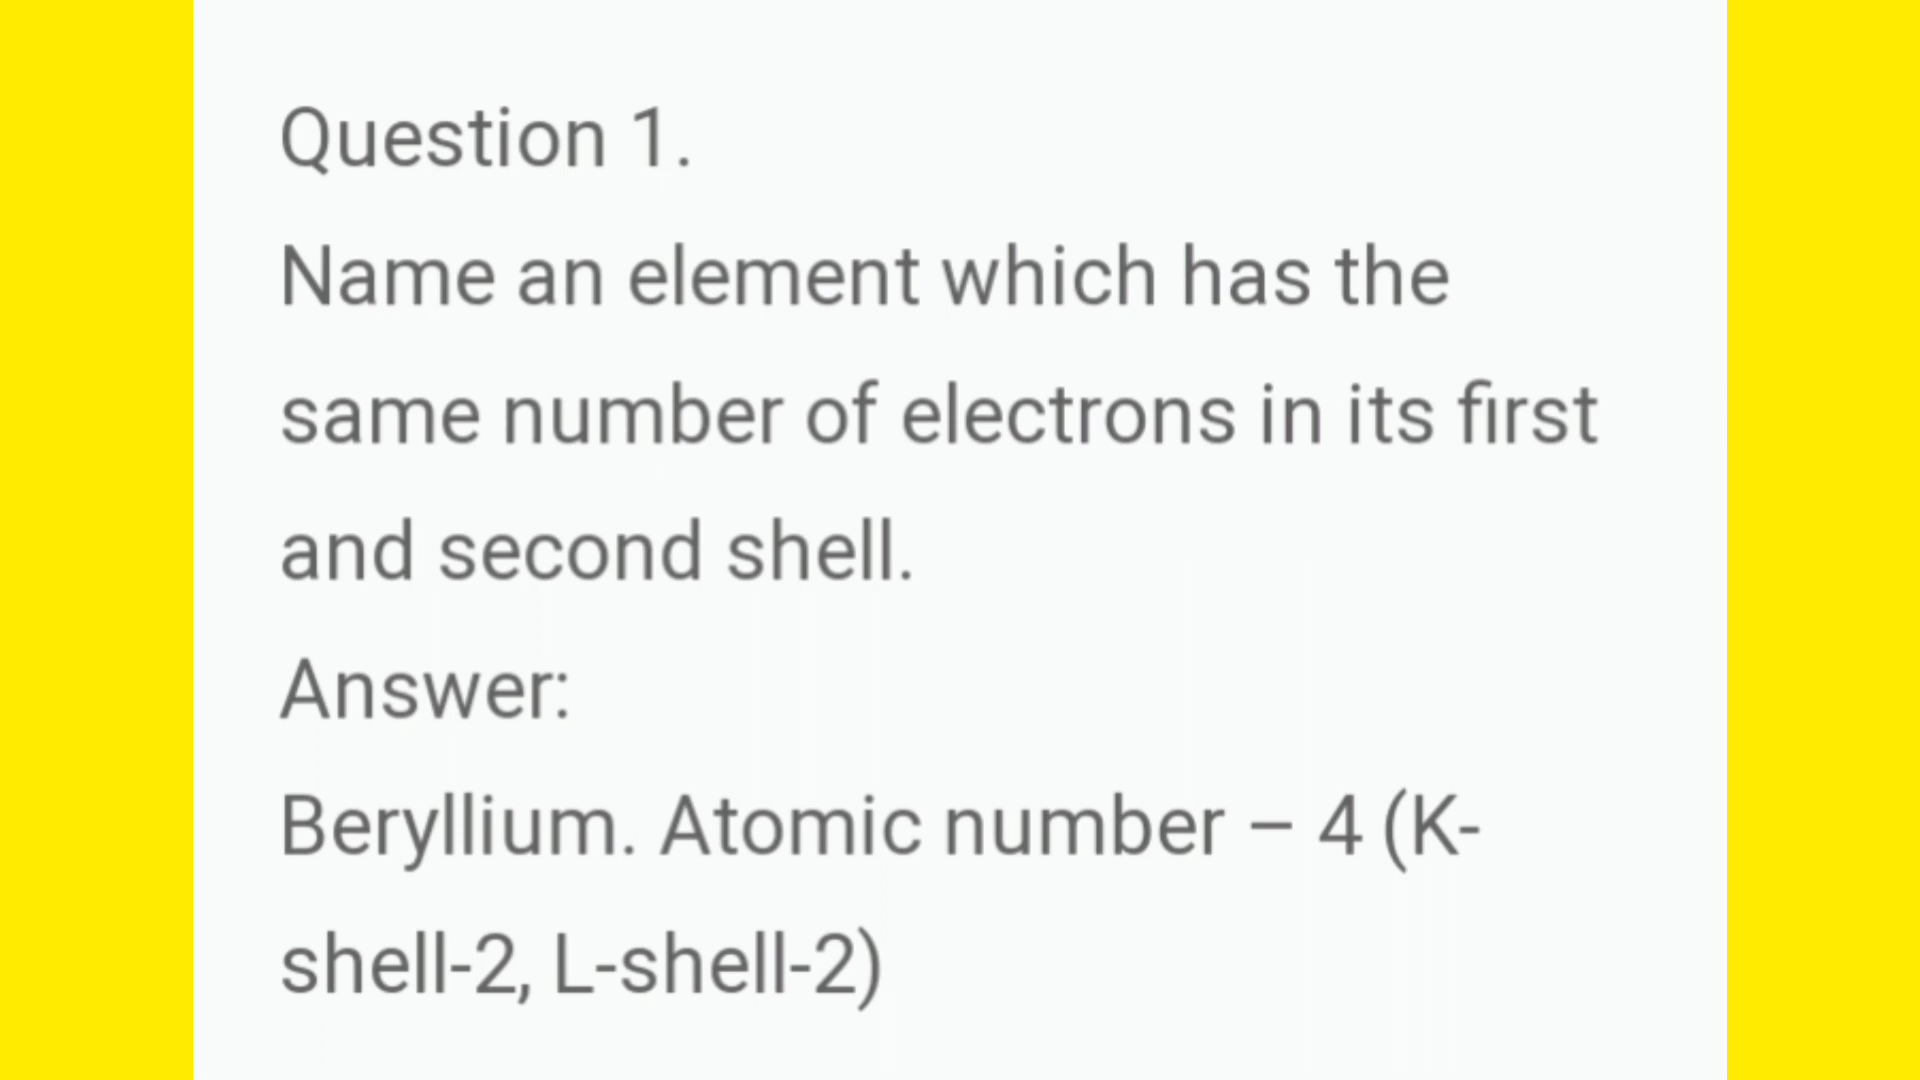 Question 1.
Name an element which has the
same number of electrons in its first
and second shell.
Answer:
Beryllium. Atomic number – 4 (K-
shell-2, L-shell-2)